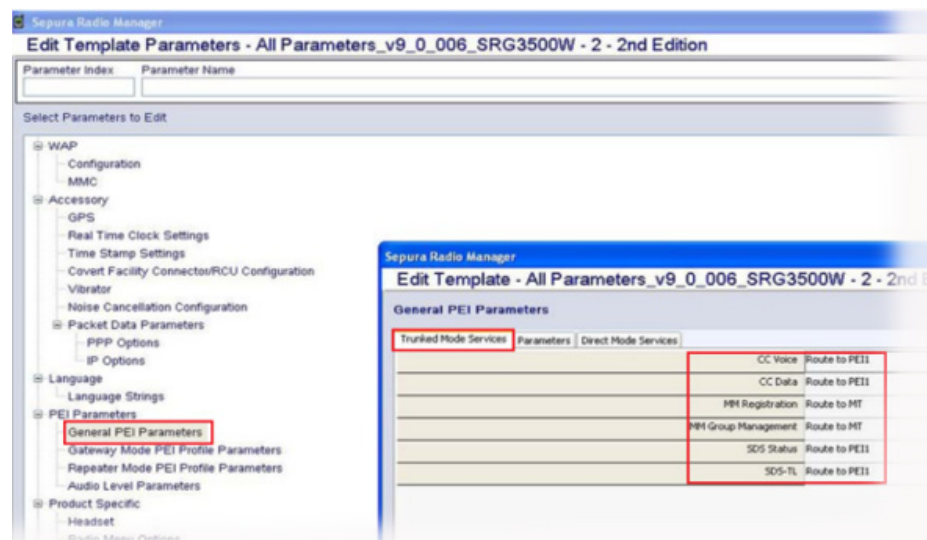 Sepura Radio Manager
Edit Template Parameters - All Parameters_v9_0_006_SRG3500W - 2 - 2nd Edition
Parameter Index Parameter Name
Select Parameters to Edit
WAP
Configuration
MMC
Accessory
GPS
Real Time Clock Settings
Time Stamp Settings
Covert Facility Connector/RCU Configuration
Vibrator
Noise Cancellation Configuration
Packet Data Parameters
PPP Options
IP Options
Language
Language Strings
PEI Parameters
General PEI Parameters
Gateway Mode PEI Profile Parameters
Repeater Mode PEI Profile Parameters
Audio Level Parameters
Product Specific
Headset
Radio Menu Options
Sepura Radio Manager
Edit Template - All Parameters_v9_0_006_SRG3500W - 2 - 2nd E
General PEI Parameters
Trunked Mode Services Parameters Direct Mode Services
CC Voice Route to PEI1
CC Data Route to PEI1
MM Registration Route to MT
MM Group Management Route to MT
SDS Status Route to PEI1
SDS-TL Route to PEI1